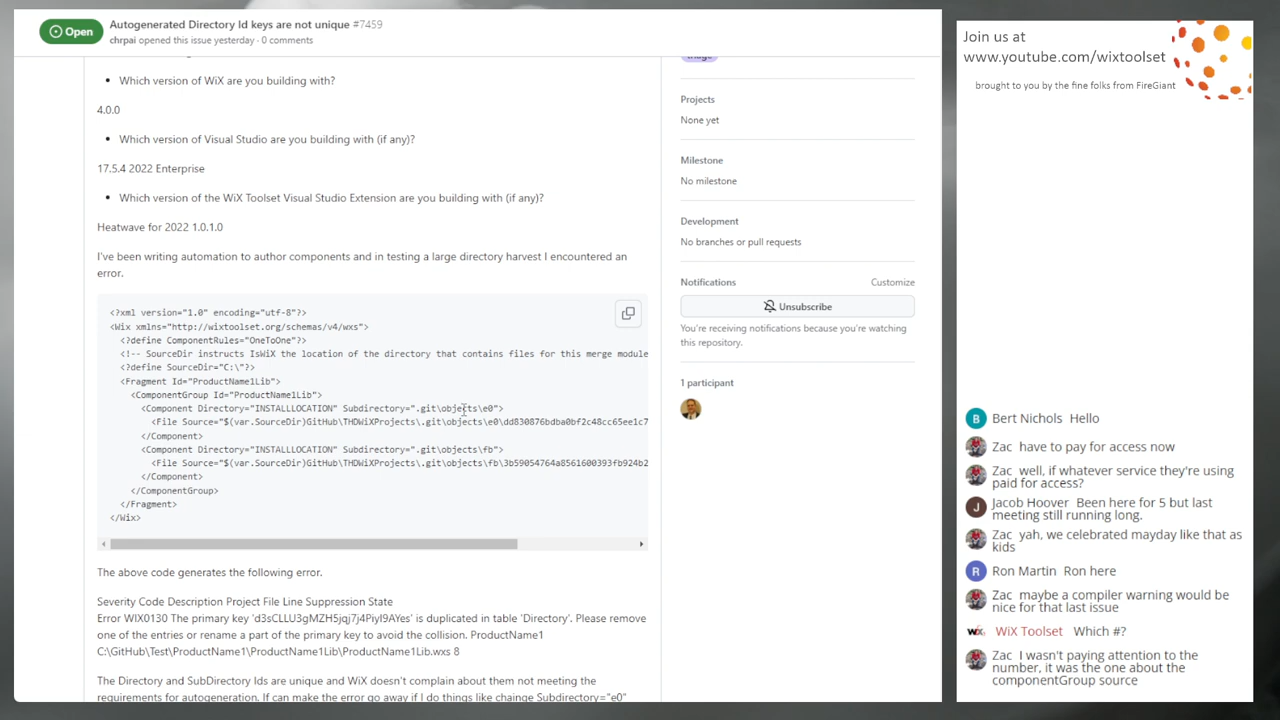 Open
Autogenerated Directory Id keys are not unique #7459
chrpai opened this issue yesterday · 0 comments
• Which version of WiX are you building with?
4.0.0
• Which version of Visual Studio are you building with (if any)?
17.5.4 2022 Enterprise
• Which version of the WiX Toolset Visual Studio Extension are you building with (if any)?
Heatwave for 2022 1.0.1.0
I've been writing automation to author components and in testing a large directory harvest I encountered an
error.
<?xml version="1.0" encoding="utf-8"?>
<Wix xmlns="http://wixtoolset.org/schemas/v4/wxs">
<?define ComponentRules="OneToOne"?>
<!-- SourceDir instructs IsWiX the location of the directory that contains files for this merge module
<?define SourceDir="C:\"?>
<Fragment Id="ProductName1Lib">
<ComponentGroup Id="ProductName1Lib">
<Component Directory="INSTALLLOCATION" Subdirectory=".git\objects\e0">
<File Source="$(var.SourceDir)GitHub\THDWiXProjects\.git\objects\e0\dd830876bdba0bf2c48cc65ee1c7
</Component>
<Component Directory="INSTALLLOCATION" Subdirectory=".git\objects\fb">
<File Source="$(var.SourceDir)GitHub\THDWiXProjects\.git\objects\fb\3b59054764a8561600393fb924b2
</Component>
</ComponentGroup>
</Fragment>
</Wix>
The above code generates the following error.
Severity Code Description Project File Line Suppression State
Error WIX0130 The primary key 'd3sCLLU3gMZH5jqj7j4PiyI9AYes' is duplicated in table 'Directory'. Please remove
one of the entries or rename a part of the primary key to avoid the collision. ProductName1
C:\GitHub\Test\ProductName1\ProductName1Lib\ProductName1Lib.wxs 8
The Directory and SubDirectory Ids are unique and WiX doesn't complain about them not meeting the
requirements for autogeneration. If can make the error go away if I do things like chainge Subdirectory="e0"
triage
Projects
None yet
Milestone
No milestone
Development
No branches or pull requests
Notifications
Customize
Unsubscribe
You're receiving notifications because you're watching
this repository.
1 participant
Join us at
www.youtube.com/wixtoolset
brought to you by the fine folks from FireGiant
B Bert Nichols Hello
Zac have to pay for access now
Zac well, if whatever service they're using
paid for access?
J Jacob Hoover Been here for 5 but last
meeting still running long.
Zac yah, we celebrated mayday like that as
kids
R Ron Martin Ron here
Zac maybe a compiler warning would be
nice for that last issue
WiX WiX Toolset Which #?
Zac I wasn't paying attention to the
number, it was the one about the
componentGroup source